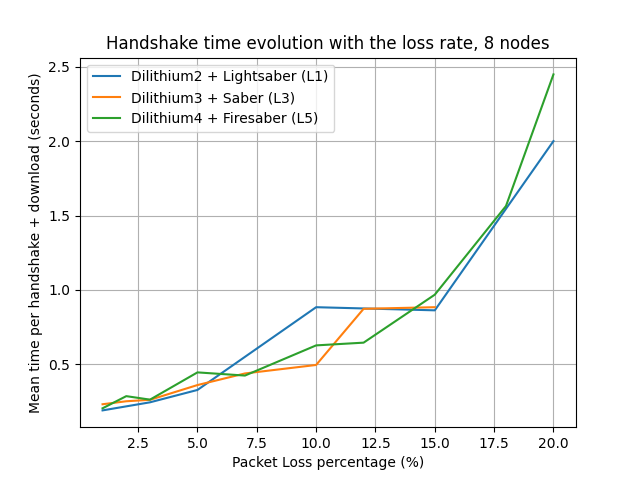 Handshake time evolution with the loss rate, 8 nodes
Dilithium2 + Lightsaber (L1)
Dilithium3 + Saber (L3)
Dilithium4 + Firesaber (L5)
Mean time per handshake + download (seconds)
2.5
2.0
1.5
1.0
0.5
2.5 5.0 7.5 10.0 12.5 15.0 17.5 20.0
Packet Loss percentage (%)